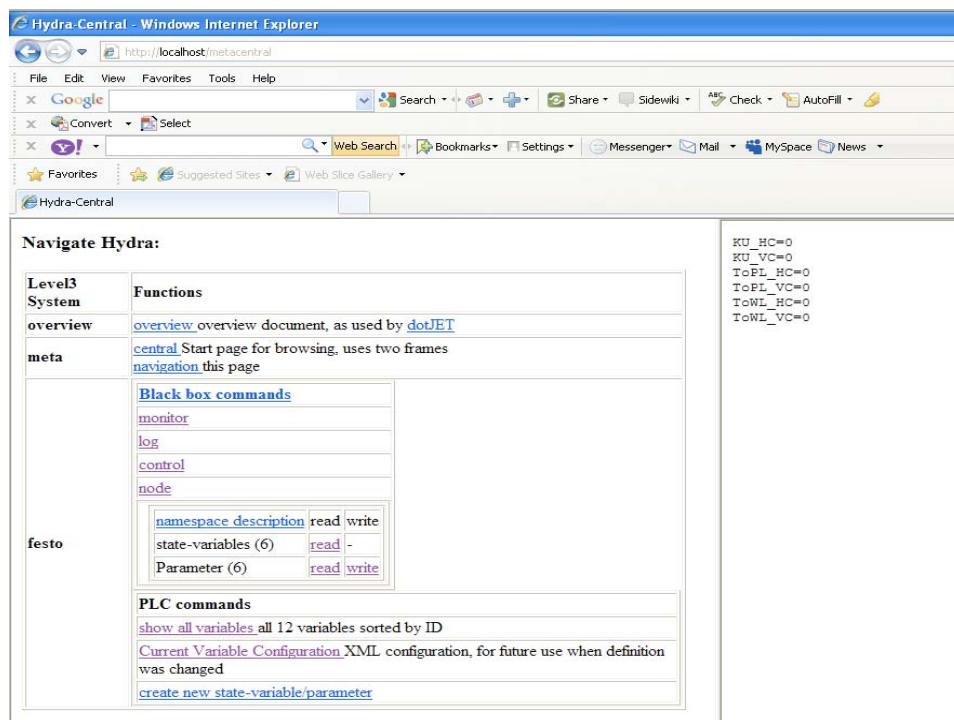 Hydra-Central - Windows Internet Explorer
http://localhost/metacentral
File Edit View Favorites Tools Help
x Google Search Share Sidewiki Check AutoFill
x Convert Select
x Y! Web Search Bookmarks Settings Messenger Mail MySpace News
Favorites Suggested Sites Web Slice Gallery
Hydra-Central
Navigate Hydra:
Level3
System
Functions
overview
overview overview document, as used by dotJET
meta
central Start page for browsing, uses two frames
navigation this page
festo
Black box commands
monitor
log
control
node
namespace description read write
state-variables (6) read -
Parameter (6) read write
PLC commands
show all variables all 12 variables sorted by ID
Current Variable Configuration XML configuration, for future use when definition
was changed
create new state-variable/parameter
KU_HC=0
KU_VC=0
ToPL_HC=0
ToPL_VC=0
ToWL_HC=0
ToWL_VC=0